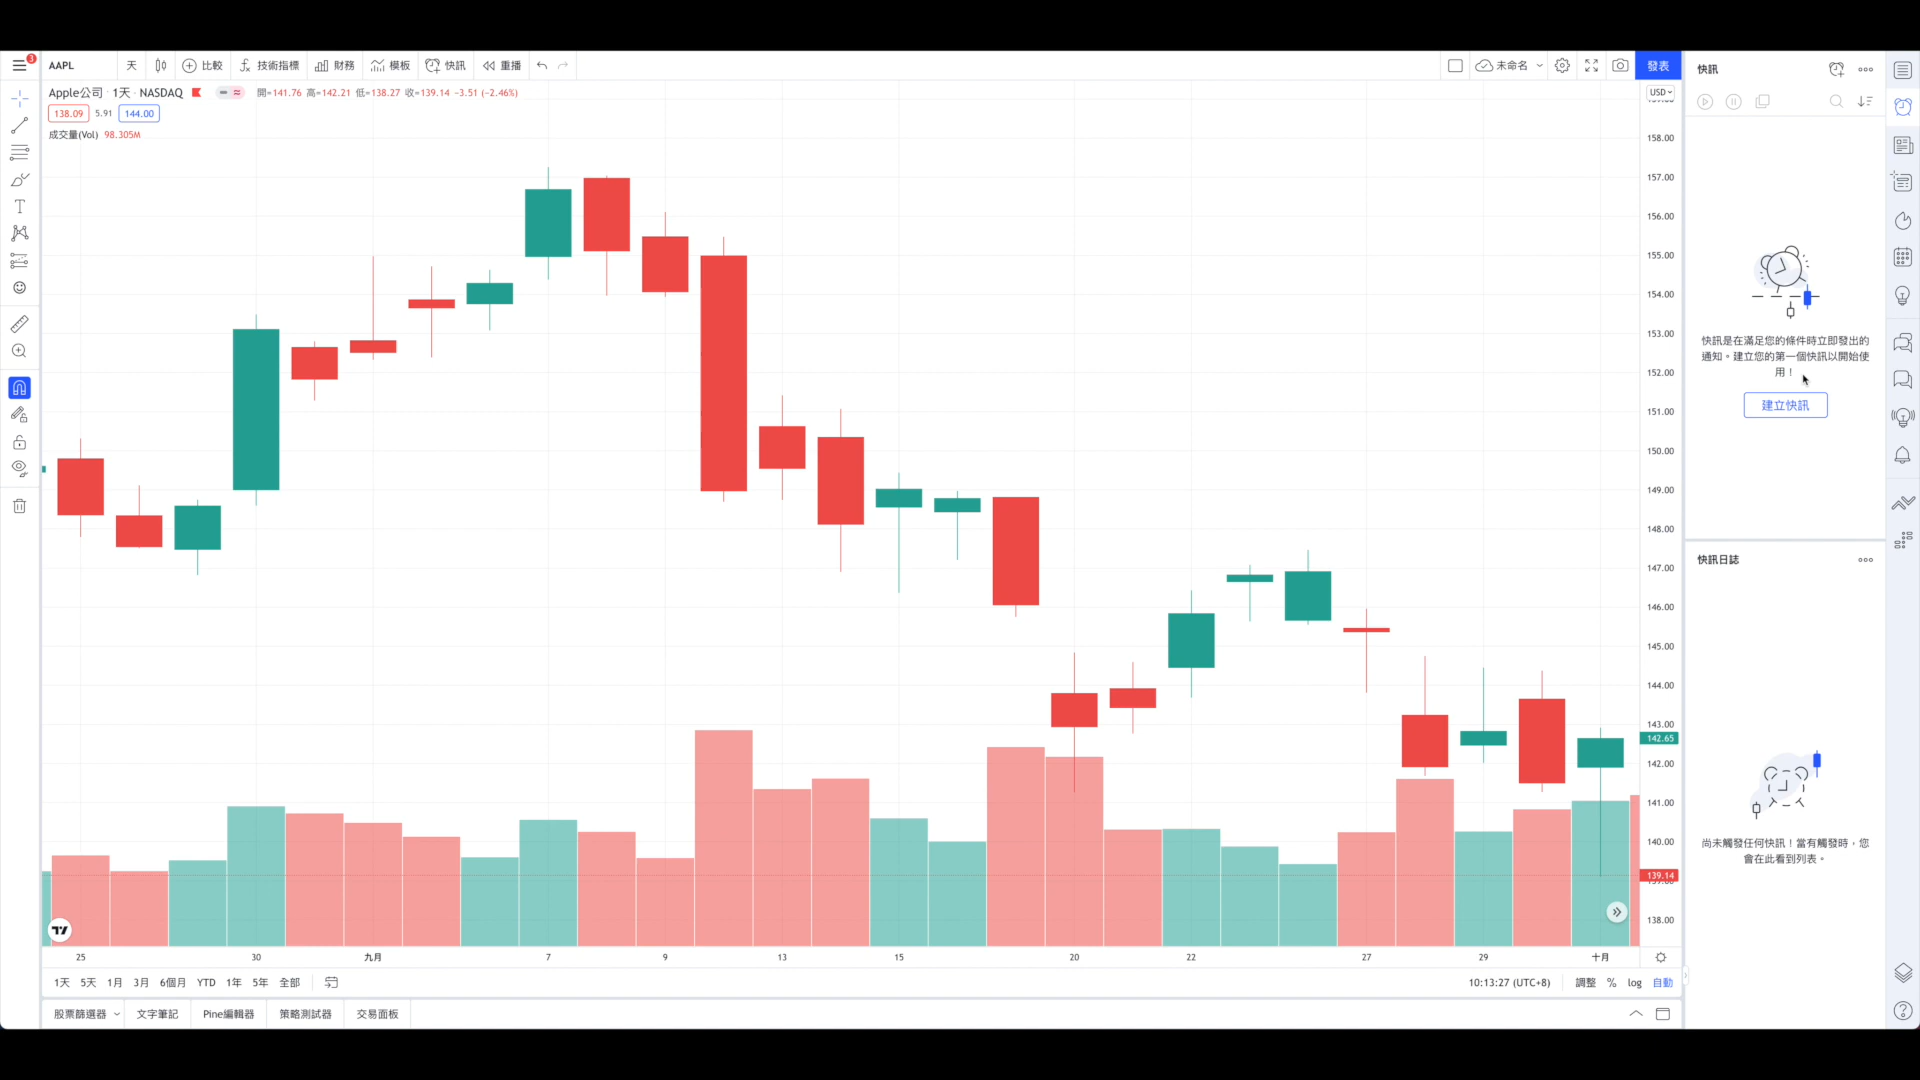 3
AAPL 天 比較 技術指標 財務 模板 快訊 重播 未命名 發表
Apple公司 · 1天 · NASDAQ 開=141.76 高=142.21 低=138.27 收=139.14 −3.51 (−2.46%)
138.09 5.91 144.00
成交量(Vol) 98.305M
USD
158.00
157.00
156.00
155.00
154.00
153.00
152.00
151.00
150.00
149.00
148.00
147.00
146.00
145.00
144.00
143.00
142.65
142.00
141.00
140.00
139.14
138.00
25 30 九月 7 9 13 15 20 22 27 29 十月
1天 5天 1月 3月 6個月 YTD 1年 5年 全部 10:13:27 (UTC+8) 調整 % log 自動
股票篩選器 文字筆記 Pine編輯器 策略測試器 交易面板
快訊
快訊是在滿足您的條件時立即發出的
通知。建立您的第一個快訊以開始使
用！
建立快訊
快訊日誌
尚未觸發任何快訊！當有觸發時，您
會在此看到列表。